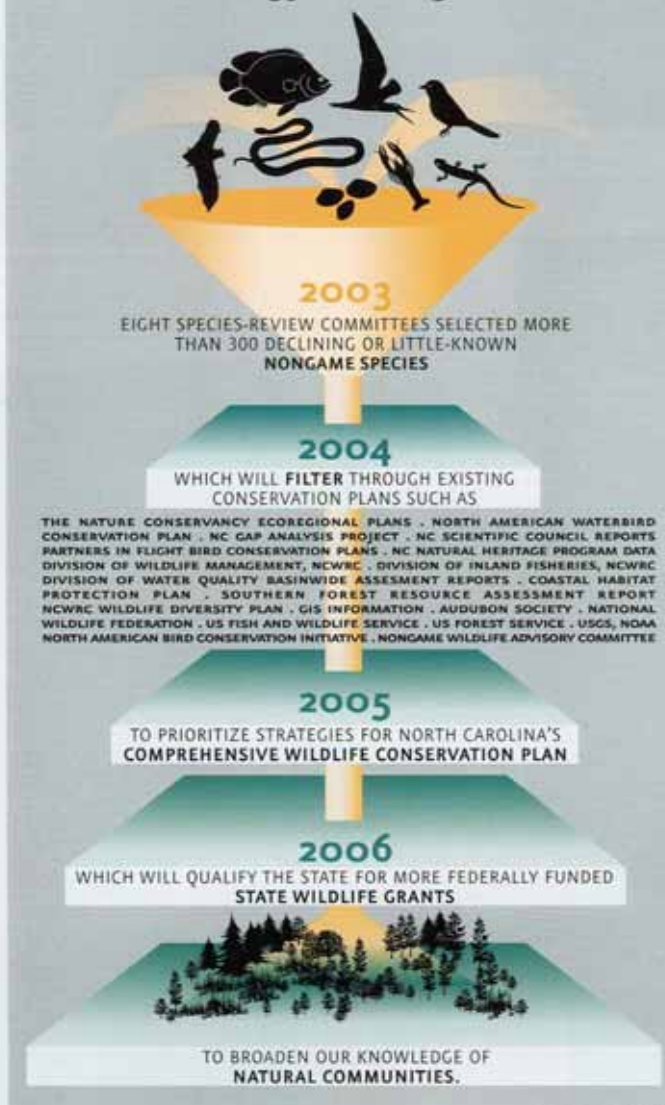 2003
EIGHT SPECIES-REVIEW COMMITTEES SELECTED MORE
THAN 300 DECLINING OR LITTLE-KNOWN
NONGAME SPECIES
2004
WHICH WILL FILTER THROUGH EXISTING
CONSERVATION PLANS SUCH AS
THE NATURE CONSERVANCY ECOREGIONAL PLANS . NORTH AMERICAN WATERBIRD
CONSERVATION PLAN . NC GAP ANALYSIS PROJECT . NC SCIENTIFIC COUNCIL REPORTS
PARTNERS IN FLIGHT BIRD CONSERVATION PLANS . NC NATURAL HERITAGE PROGRAM DATA
DIVISION OF WILDLIFE MANAGEMENT, NCWRC . DIVISION OF INLAND FISHERIES, NCWRC
DIVISION OF WATER QUALITY BASINWIDE ASSESMENT REPORTS . COASTAL HABITAT
PROTECTION PLAN . SOUTHERN FOREST RESOURCE ASSESSMENT REPORT
NCWRC WILDLIFE DIVERSITY PLAN . GIS INFORMATION . AUDUBON SOCIETY . NATIONAL
WILDLIFE FEDERATION . US FISH AND WILDLIFE SERVICE . US FOREST SERVICE . USGS, NOAA
NORTH AMERICAN BIRD CONSERVATION INITIATIVE . NONGAME WILDLIFE ADVISORY COMMITTEE
2005
TO PRIORITIZE STRATEGIES FOR NORTH CAROLINA'S
COMPREHENSIVE WILDLIFE CONSERVATION PLAN
2006
WHICH WILL QUALIFY THE STATE FOR MORE FEDERALLY FUNDED
STATE WILDLIFE GRANTS
TO BROADEN OUR KNOWLEDGE OF
NATURAL COMMUNITIES.